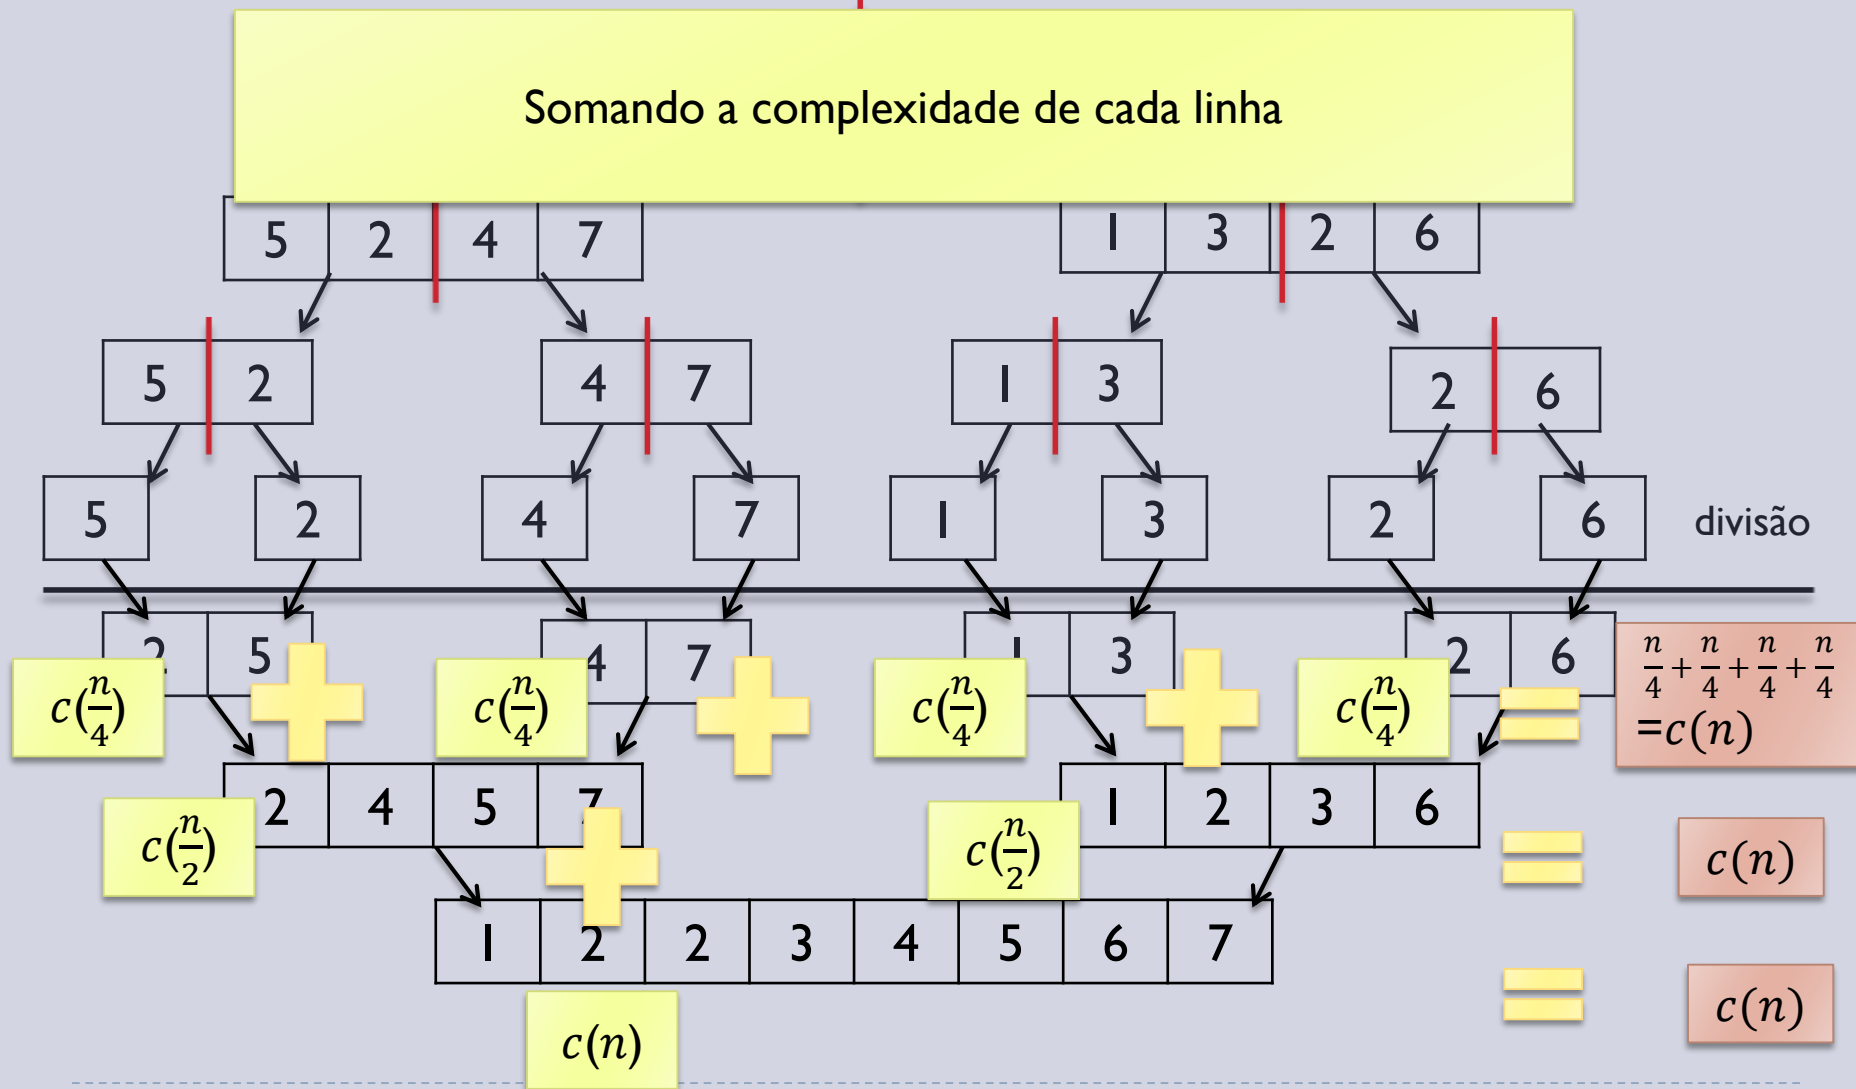 Somando a complexidade de cada linha
5 2 4 7 1 3 2 6
5 2 4 7 1 3 2 6
5 2 4 7 1 3 2 6 divisão
2 5 4 7 1 3 2 6
c(n/4) c(n/4) c(n/4) c(n/4) n/4 + n/4 + n/4 + n/4
=c(n)
2 4 5 7 1 2 3 6
c(n/2) c(n/2) c(n)
1 2 2 3 4 5 6 7
c(n) c(n)